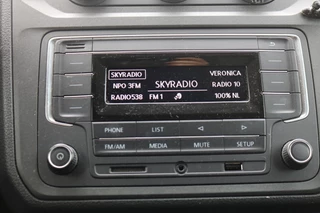 SKYRADIO VERONICA
NPO 3FM SKYRADIO RADIO 10
RADIO538 FM 1 100% NL
PHONE LIST
FM/AM MEDIA MUTE SETUP